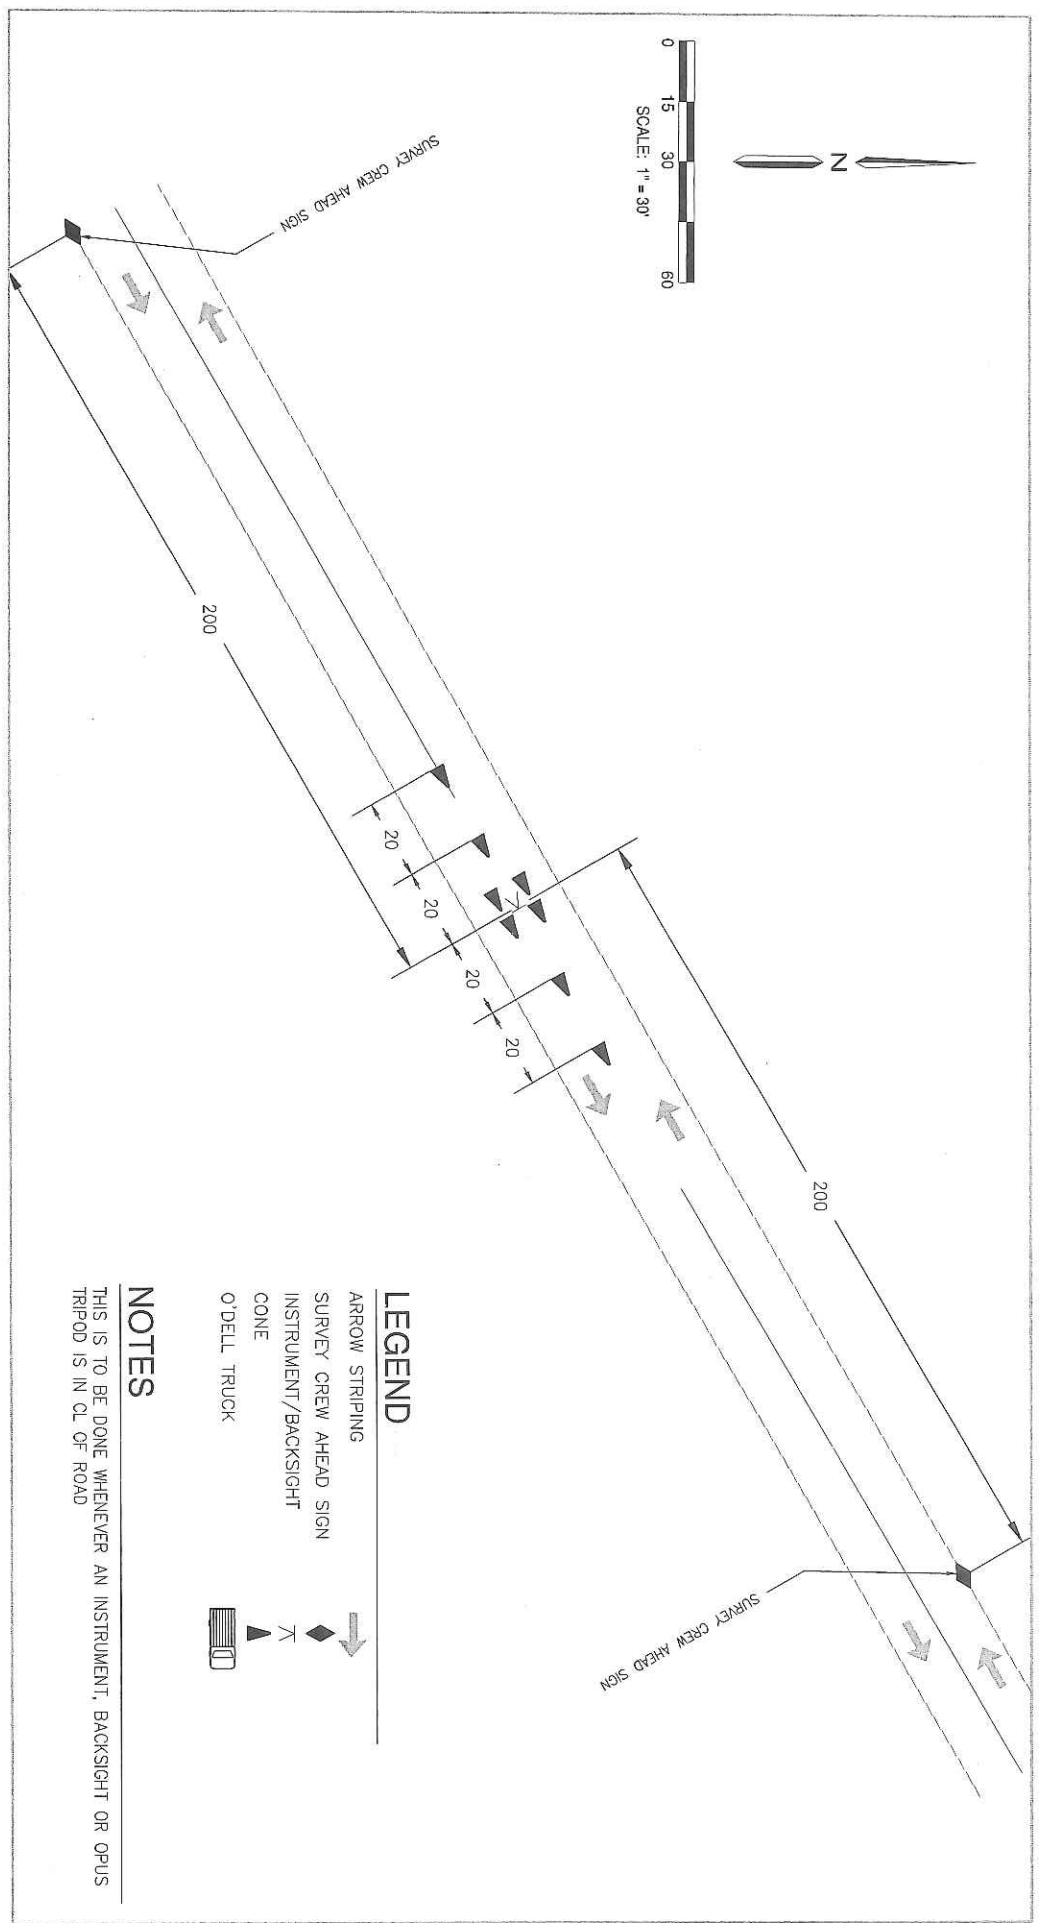 N
0 15 30 60
SCALE: 1" = 30'
SURVEY CREW AHEAD SIGN
200
20
20
20
20
200
SURVEY CREW AHEAD SIGN
LEGEND
ARROW STRIPING
SURVEY CREW AHEAD SIGN
INSTRUMENT/BACKSIGHT
CONE
O'DELL TRUCK
NOTES
THIS IS TO BE DONE WHENEVER AN INSTRUMENT, BACKSIGHT OR OPUS
TRIPOD IS IN CL OF ROAD